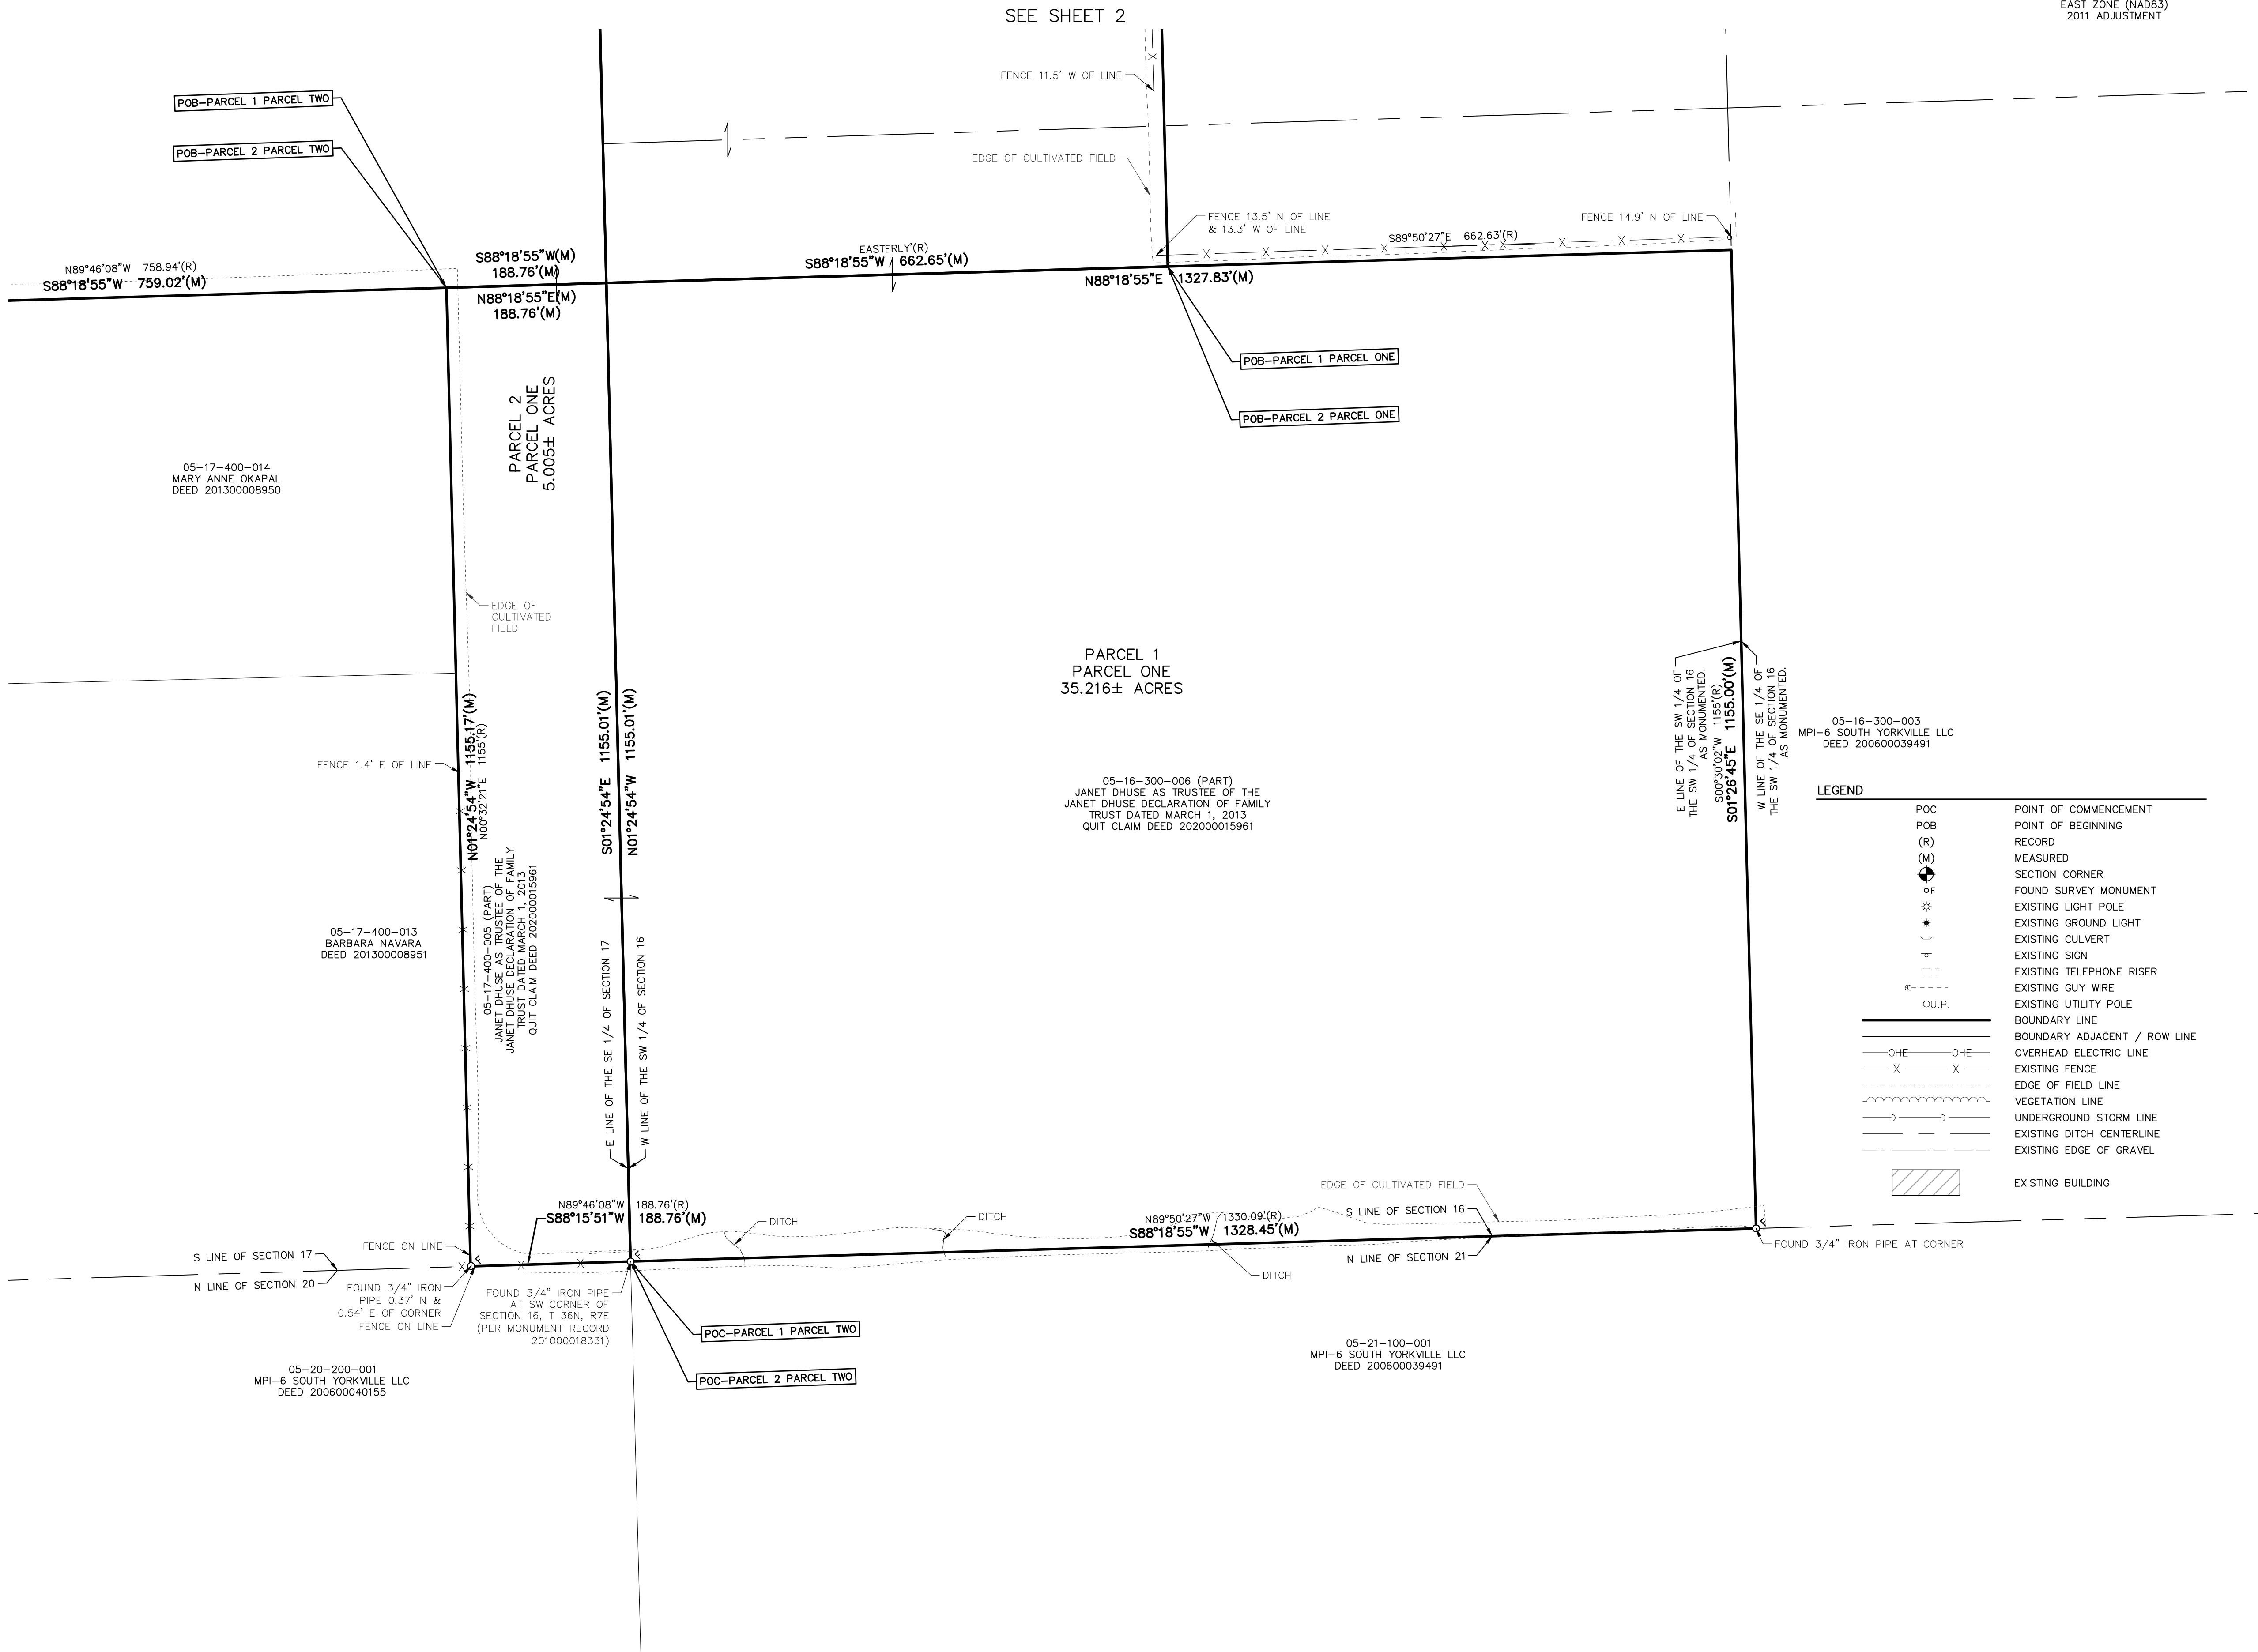 SEE SHEET 2
EAST ZONE (NAD83)
2011 ADJUSTMENT
FENCE 11.5' W OF LINE
POB-PARCEL 1 PARCEL TWO
POB-PARCEL 2 PARCEL TWO
EDGE OF CULTIVATED FIELD
FENCE 13.5' N OF LINE
& 13.3' W OF LINE
FENCE 14.9' N OF LINE
S89°50'27"E 662.63'(R)
N89°46'08"W 758.94'(R)
S88°18'55"W 759.02'(M)
S88°18'55"W(M)
188.76'(M)
N88°18'55"E(M)
188.76'(M)
EASTERLY'(R)
S88°18'55"W 662.65'(M)
N88°18'55"E 1327.83'(M)
POB-PARCEL 1 PARCEL ONE
POB-PARCEL 2 PARCEL ONE
PARCEL 2
PARCEL ONE
5.005± ACRES
05-17-400-014
MARY ANNE OKAPAL
DEED 201300008950
EDGE OF
CULTIVATED
FIELD
PARCEL 1
PARCEL ONE
35.216± ACRES
N01°24'54"W 1155.17'(M)
N00°32'21"E 1155'(R)
S01°24'54"E 1155.01'(M)
N01°24'54"W 1155.01'(M)
E LINE OF THE SW 1/4 OF
THE SW 1/4 OF SECTION 16
AS MONUMENTED.
S00°30'02"W 1155'(R)
S01°26'45"E 1155.00'(M)
W LINE OF THE SE 1/4 OF
THE SW 1/4 OF SECTION 16
AS MONUMENTED.
05-16-300-003
MPI-6 SOUTH YORKVILLE LLC
DEED 200600039491
FENCE 1.4' E OF LINE
05-16-300-006 (PART)
JANET DHUSE AS TRUSTEE OF THE
JANET DHUSE DECLARATION OF FAMILY
TRUST DATED MARCH 1, 2013
QUIT CLAIM DEED 202000015961
05-17-400-005 (PART)
JANET DHUSE AS TRUSTEE OF THE
JANET DHUSE DECLARATION OF FAMILY
TRUST DATED MARCH 1, 2013
QUIT CLAIM DEED 202000015961
05-17-400-013
BARBARA NAVARA
DEED 201300008951
E LINE OF THE SE 1/4 OF SECTION 17
W LINE OF THE SW 1/4 OF SECTION 16
LEGEND
POC POINT OF COMMENCEMENT
POB POINT OF BEGINNING
(R) RECORD
(M) MEASURED
SECTION CORNER
F FOUND SURVEY MONUMENT
EXISTING LIGHT POLE
EXISTING GROUND LIGHT
EXISTING CULVERT
EXISTING SIGN
T EXISTING TELEPHONE RISER
EXISTING GUY WIRE
U.P. EXISTING UTILITY POLE
BOUNDARY LINE
BOUNDARY ADJACENT / ROW LINE
OHE OHE OVERHEAD ELECTRIC LINE
X X EXISTING FENCE
EDGE OF FIELD LINE
VEGETATION LINE
UNDERGROUND STORM LINE
EXISTING DITCH CENTERLINE
EXISTING EDGE OF GRAVEL
EXISTING BUILDING
N89°46'08"W 188.76'(R)
S88°15'51"W 188.76'(M)
DITCH
DITCH
N89°50'27"W 1330.09'(R)
S88°18'55"W 1328.45'(M)
EDGE OF CULTIVATED FIELD
S LINE OF SECTION 16
N LINE OF SECTION 21
DITCH
F
F
F
FOUND 3/4" IRON PIPE AT CORNER
FENCE ON LINE
S LINE OF SECTION 17
N LINE OF SECTION 20
FOUND 3/4" IRON
PIPE 0.37' N &
0.54' E OF CORNER
FENCE ON LINE
FOUND 3/4" IRON PIPE
AT SW CORNER OF
SECTION 16, T 36N, R7E
(PER MONUMENT RECORD
201000018331)
POC-PARCEL 1 PARCEL TWO
POC-PARCEL 2 PARCEL TWO
05-20-200-001
MPI-6 SOUTH YORKVILLE LLC
DEED 200600040155
05-21-100-001
MPI-6 SOUTH YORKVILLE LLC
DEED 200600039491